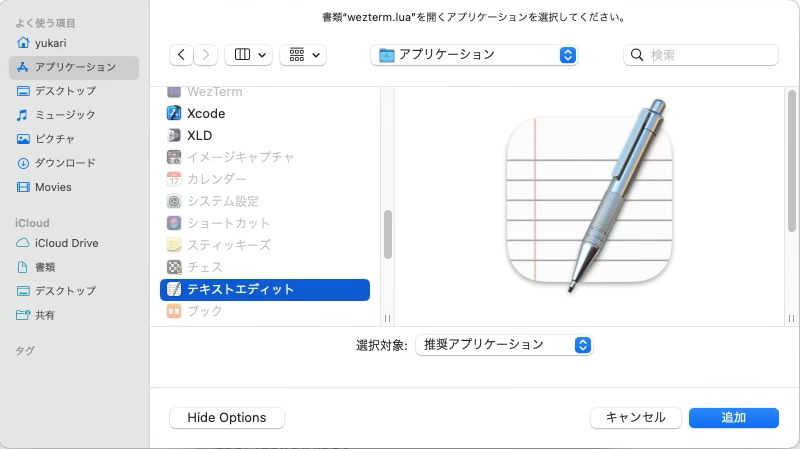 書類“wezterm.lua”を開くアプリケーションを選択してください。
よく使う項目
yukari
アプリケーション
デスクトップ
ミュージック
ピクチャ
ダウンロード
Movies
iCloud
iCloud Drive
書類
デスクトップ
共有
タグ
アプリケーション
検索
WezTerm
Xcode
XLD
イメージキャプチャ
カレンダー
システム設定
ショートカット
スティッキーズ
チェス
テキストエディット
ブック
選択対象: 推奨アプリケーション
Hide Options
キャンセル
追加